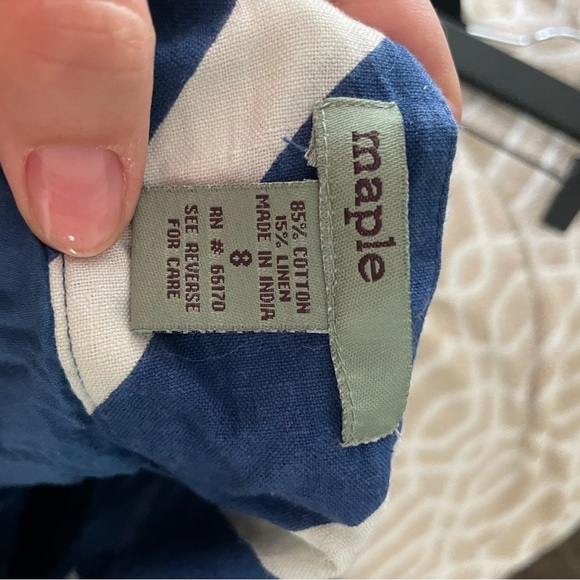 maple
85% COTTON
15% LINEN
MADE IN INDIA
8
RN # 66170
SEE REVERSE
FOR CARE